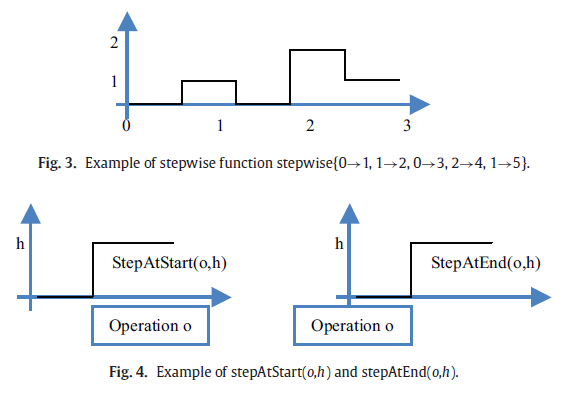 2
1
0 1 2 3
Fig. 3. Example of stepwise function stepwise{0→1, 1→2, 0→3, 2→4, 1→5}.
h h
StepAtStart(o,h) StepAtEnd(o,h)
Operation o Operation o
Fig. 4. Example of stepAtStart(o,h) and stepAtEnd(o,h).